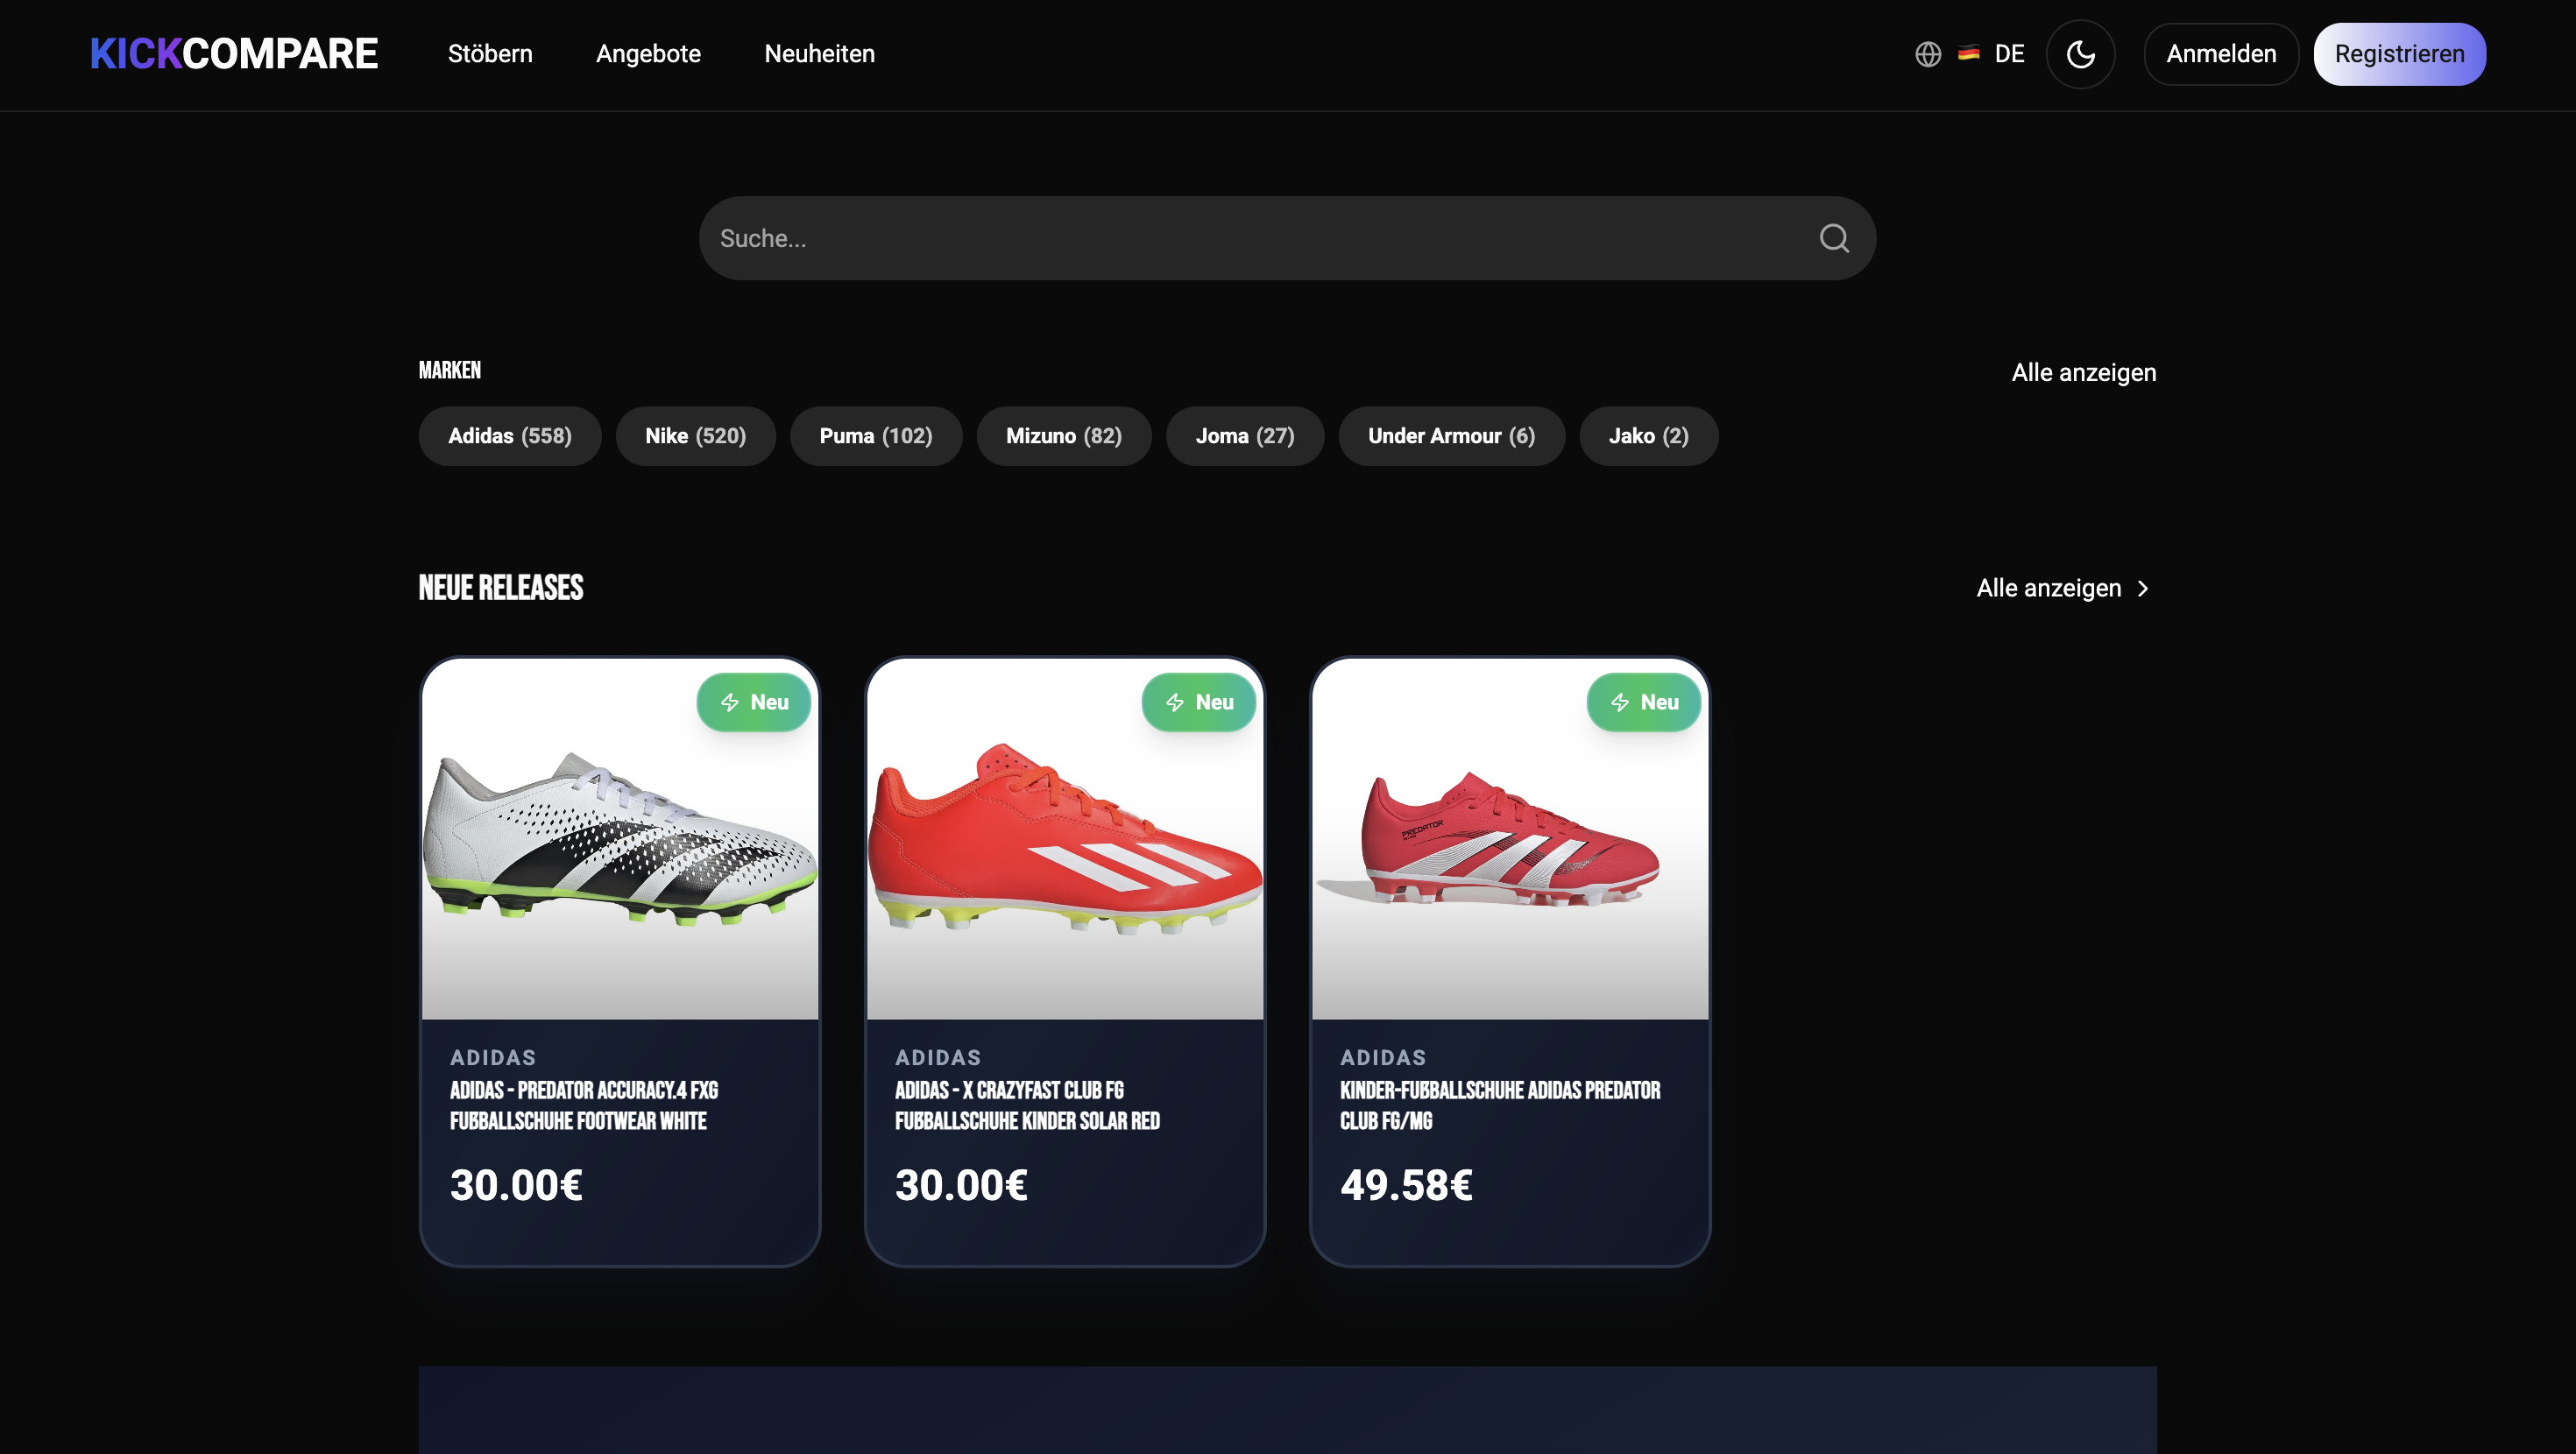 KICKCOMPARE
Stöbern
Angebote
Neuheiten
DE
Anmelden
Registrieren
Suche...
MARKEN
Alle anzeigen
Adidas (558)
Nike (520)
Puma (102)
Mizuno (82)
Joma (27)
Under Armour (6)
Jako (2)
NEUE RELEASES
Alle anzeigen
Neu
ADIDAS
ADIDAS - PREDATOR ACCURACY.4 FXG
FUẞBALLSCHUHE FOOTWEAR WHITE
30.00€
Neu
ADIDAS
ADIDAS - X CRAZYFAST CLUB FG
FUẞBALLSCHUHE KINDER SOLAR RED
30.00€
Neu
PREDATOR
ADIDAS
KINDER-FUẞBALLSCHUHE ADIDAS PREDATOR
CLUB FG/MG
49.58€